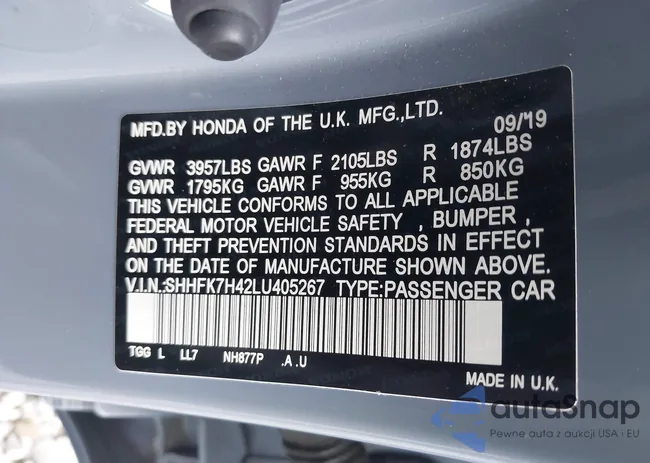 MFD.BY HONDA OF THE U.K. MFG.,LTD. 09/19
GVWR 3957LBS GAWR F 2105LBS R 1874LBS
GVWR 1795KG GAWR F 955KG R 850KG
THIS VEHICLE CONFORMS TO ALL APPLICABLE
FEDERAL MOTOR VEHICLE SAFETY , BUMPER ,
AND THEFT PREVENTION STANDARDS IN EFFECT
ON THE DATE OF MANUFACTURE SHOWN ABOVE.
V.I.N.:SHHFK7H42LU405267 TYPE:PASSENGER CAR
TGG L LL7 NH877P .A .U
MADE IN U.K.
autoSnap
Pewne auta z aukcji USA i EU